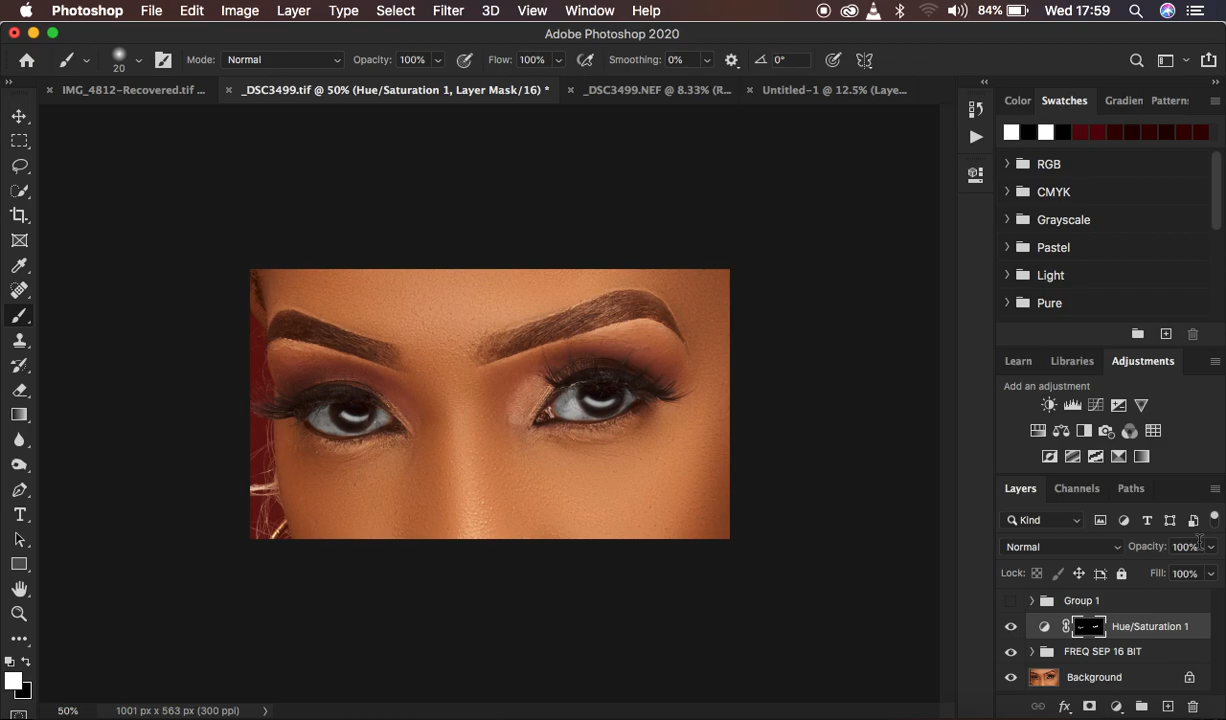 Photoshop File Edit Image Layer Type Select Filter 3D View Window Help 84% Wed 17:59
Adobe Photoshop 2020
20 Mode: Normal Opacity: 100% Flow: 100% Smoothing: 0% 0°
IMG_4812-Recovered.tif ... _DSC3499.tif @ 50% (Hue/Saturation 1, Layer Mask/16) * _DSC3499.NEF @ 8.33% (R... Untitled-1 @ 12.5% (Laye...
Color Swatches Gradien Patterns
RGB
CMYK
Grayscale
Pastel
Light
Pure
Learn Libraries Adjustments
Add an adjustment
Layers Channels Paths
Kind
Normal Opacity: 100%
Lock: Fill: 100%
Group 1
Hue/Saturation 1
FREQ SEP 16 BIT
Background
50% 1001 px x 563 px (300 ppi)